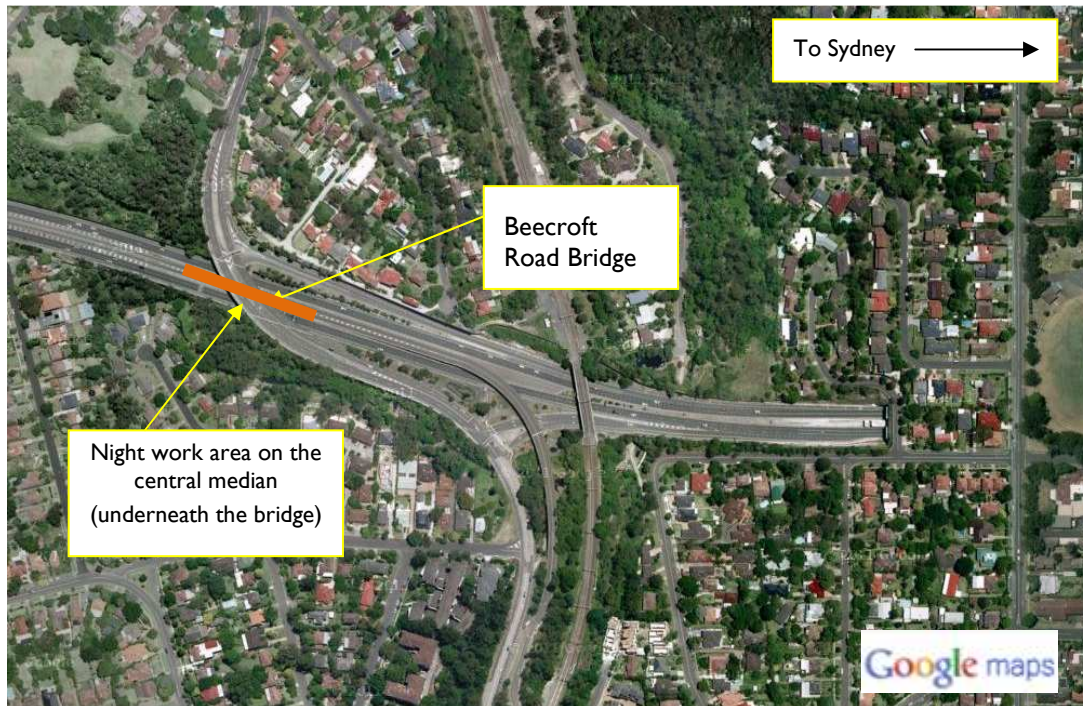 To Sydney
Beecroft
Road Bridge
Night work area on the
central median
(underneath the bridge)
Google maps